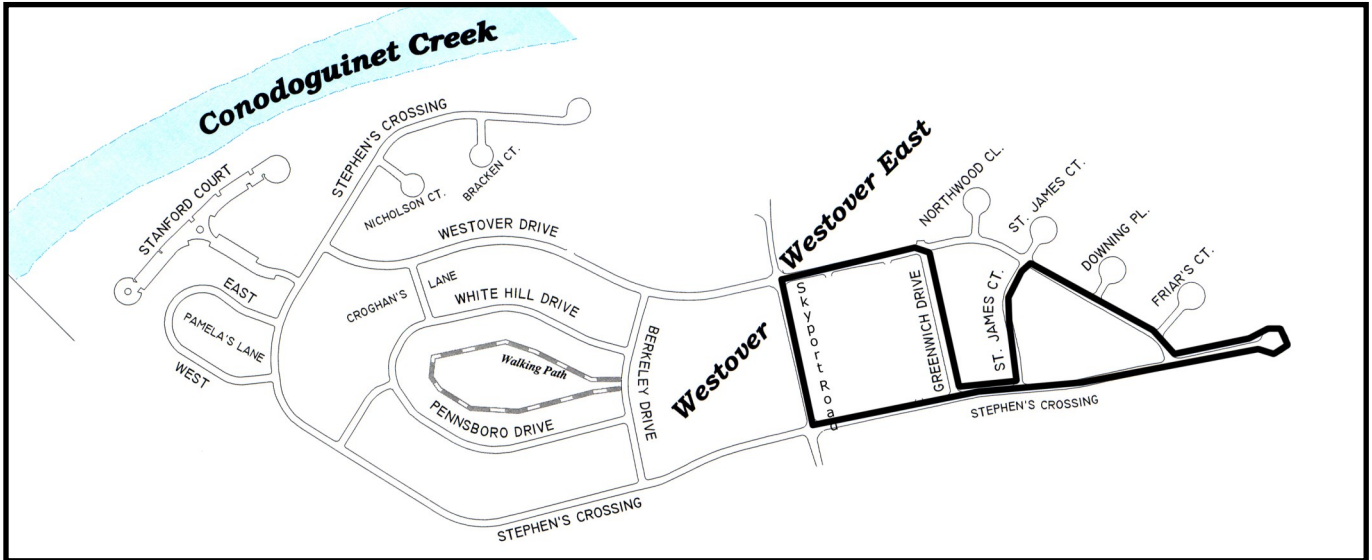 Conodoguinet Creek
STEPHEN'S CROSSING
STANFORD COURT
NICHOLSON CT.
BRACKEN CT.
WESTOVER DRIVE
Westover East
NORTHWOOD CL.
ST. JAMES CT.
DOWNING PL.
FRIAR'S CT.
EAST
PAMELA'S LANE
WEST
CROGHAN'S LANE
WHITE HILL DRIVE
Walking Path
PENNSBORO DRIVE
BERKELEY DRIVE
Westover
Skyport Road
GREENWICH DRIVE
ST. JAMES CT.
STEPHEN'S CROSSING
STEPHEN'S CROSSING